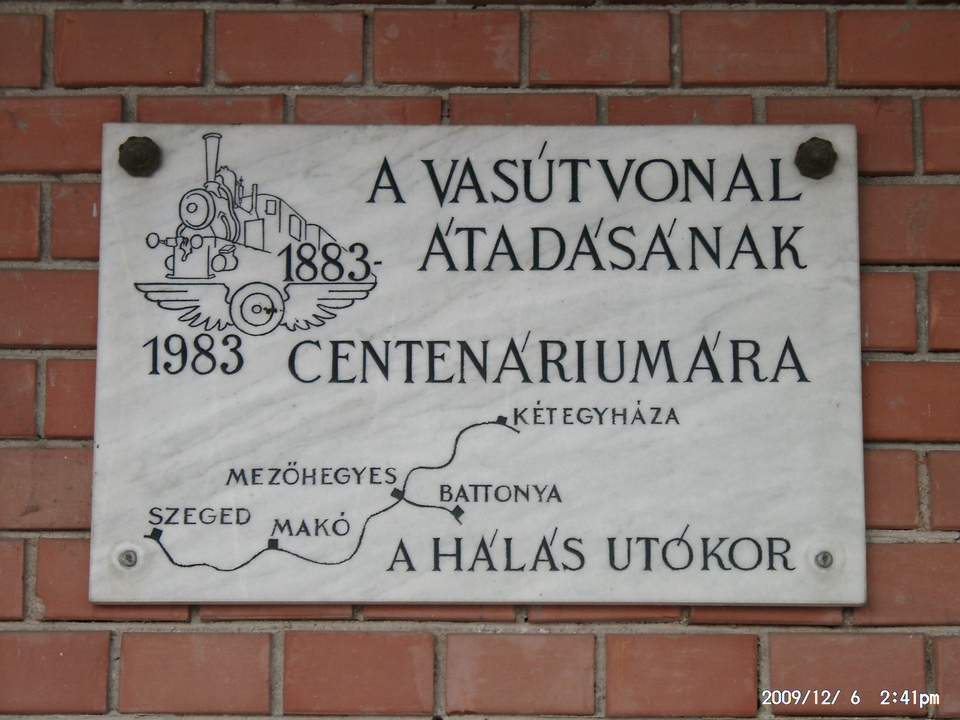 A VASÚTVONAL
ÁTADÁSÁNAK
1883-
1983
CENTENÁRIUMÁRA
KÉTEGYHÁZA
MEZŐHEGYES
BATTONYA
SZEGED
MAKÓ
A HÁLÁS UTÓKOR
2009/12/ 6 2:41pm